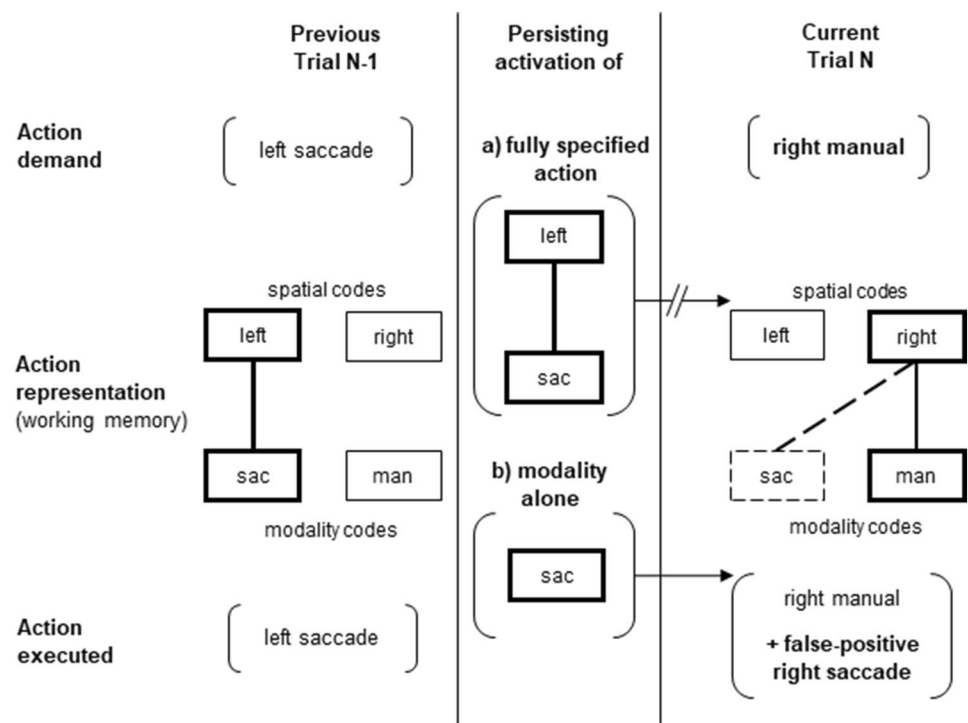 Previous
Trial N-1
Persisting
activation of
Current
Trial N
Action
demand
left saccade
a) fully specified
action
right manual
left
sac
spatial codes
left
right
spatial codes
left
right
Action
representation
(working memory)
sac
man
modality codes
b) modality
alone
sac
sac
man
modality codes
Action
executed
left saccade
right manual
+ false-positive
right saccade